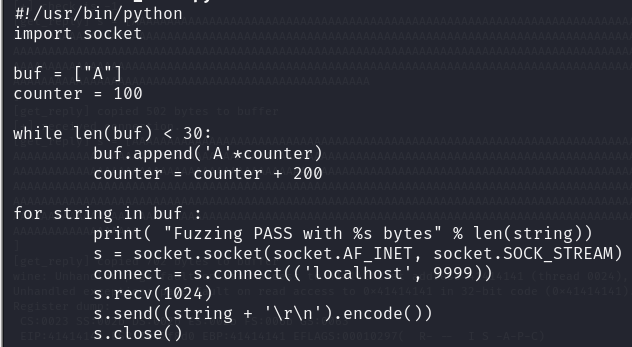 #!/usr/bin/python
import socket
buf = ["A"]
counter = 100
while len(buf) < 30:
        buf.append('A'*counter)
        counter = counter + 200
for string in buf :
        print( "Fuzzing PASS with %s bytes" % len(string))
        s = socket.socket(socket.AF_INET, socket.SOCK_STREAM)
        connect = s.connect(('localhost', 9999))
        s.recv(1024)
        s.send((string + '\r\n').encode())
        s.close()